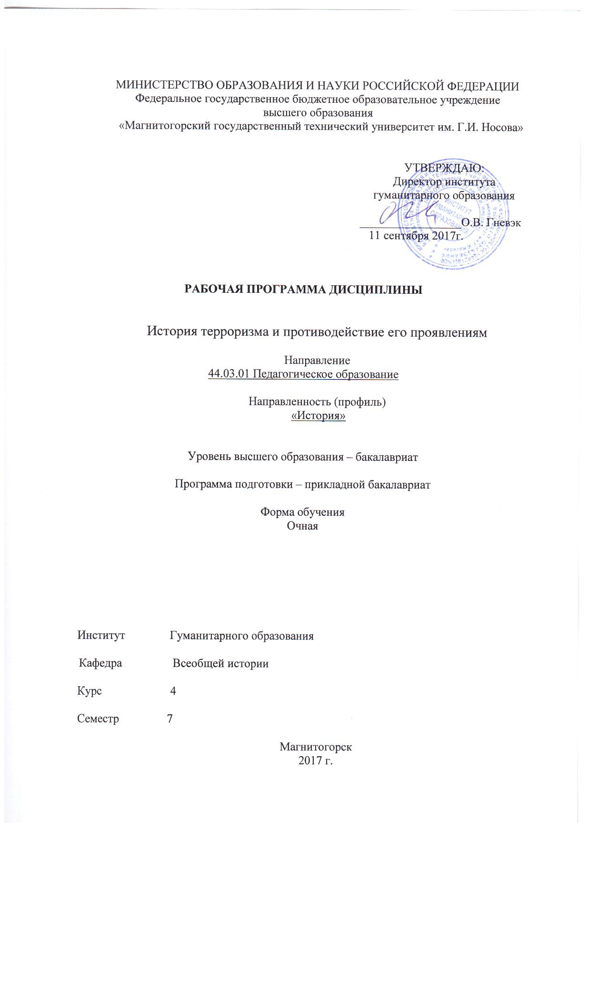 МИНИСТЕРСТВО ОБРАЗОВАНИЯ И НАУКИ РОССИЙСКОЙ ФЕДЕРАЦИИ
Федеральное государственное бюджетное образовательное учреждение
высшего образования
«Магнитогорский государственный технический университет им. Г.И. Носова»
УТВЕРЖДАЮ:
Директор института
гуманитарного образования
О.В. Гневэк
11 сентября 2017г.
ИНСТИТУТ
ГУМАНИТАРНОГО
ОБРАЗОВАНИЯ
РАБОЧАЯ ПРОГРАММА ДИСЦИПЛИНЫ
История терроризма и противодействие его проявлениям
Направление
44.03.01 Педагогическое образование
Направленность (профиль)
«История»
Уровень высшего образования – бакалавриат
Программа подготовки – прикладной бакалавриат
Форма обучения
Очная
Институт Гуманитарного образования
Кафедра Всеобщей истории
Курс 4
Семестр 7
Магнитогорск
2017 г.